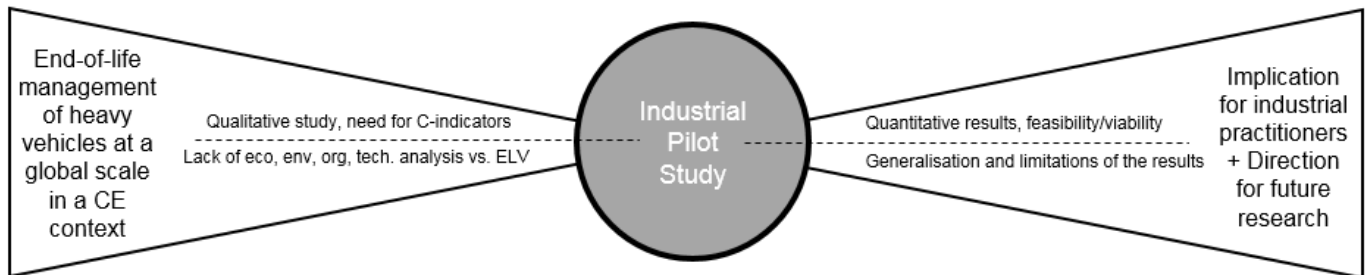 End-of-life
management
of heavy
vehicles at a
global scale
in a CE
context
Qualitative study, need for C-indicators
Lack of eco, env, org, tech. analysis vs. ELV
Industrial
Pilot
Study
Quantitative results, feasibility/viability
Generalisation and limitations of the results
Implication
for industrial
practitioners
+ Direction
for future
research